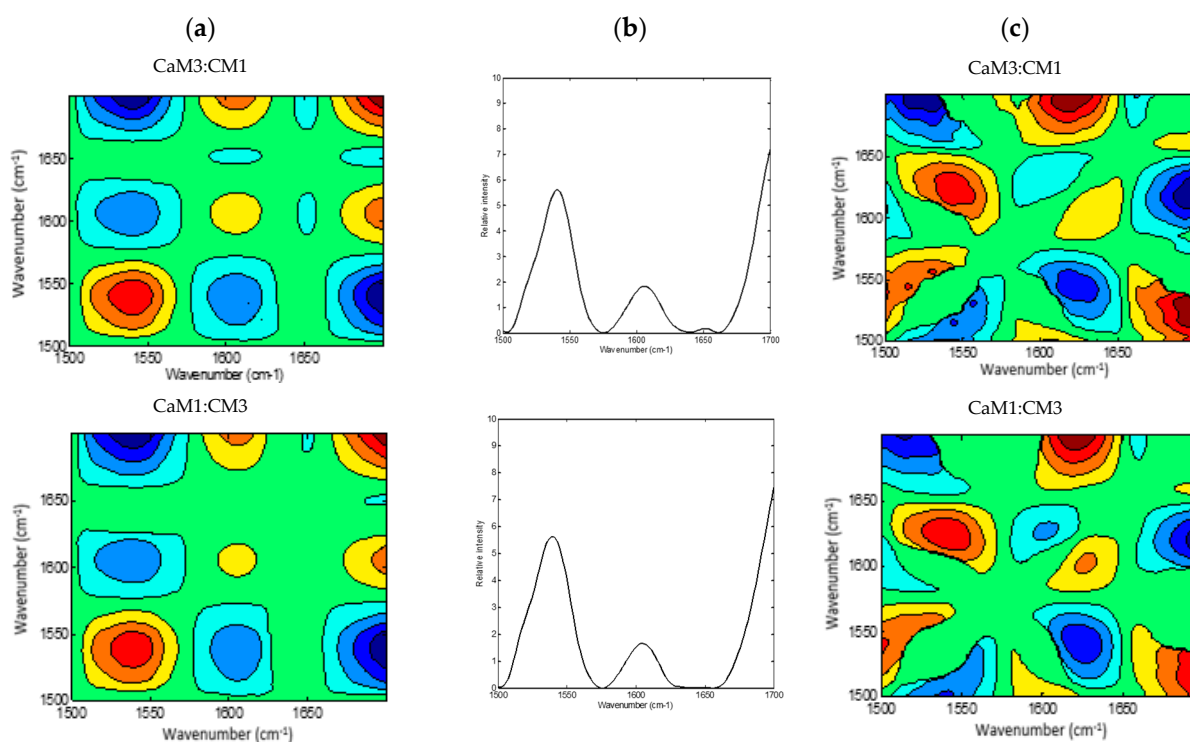 (a)
(b)
(c)
CaM3:CM1
CaM3:CM1
Wavenumber (cm-1)
1650
1600
1550
1500
1500 1550 1600 1650
Wavenumber (cm-1)
Relative intensity
10
9
8
7
6
5
4
3
2
1
0
1500 1550 1600 1650 1700
Wavenumber (cm-1)
Wavenumber (cm-1)
1650
1600
1550
1500
1500 1550 1600 1650
Wavenumber (cm-1)
CaM1:CM3
CaM1:CM3
Wavenumber (cm-1)
1650
1600
1550
1500
1500 1550 1600 1650
Wavenumber (cm-1)
Relative intensity
10
9
8
7
6
5
4
3
2
1
0
1500 1550 1600 1650 1700
Wavenumber (cm-1)
Wavenumber (cm-1)
1650
1600
1550
1500
1500 1550 1600 1650
Wavenumber (cm-1)